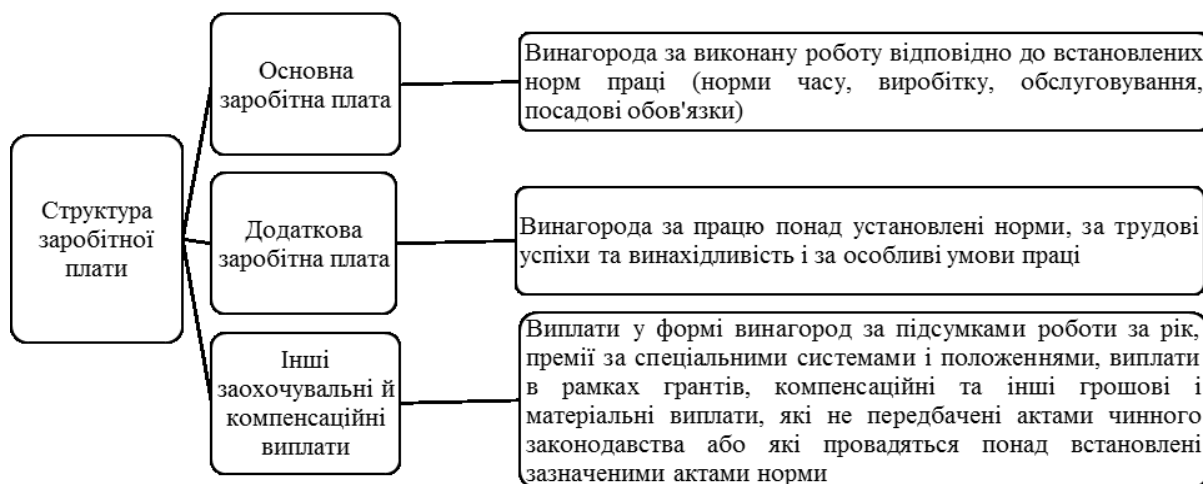 Структура
заробітної
плати
Основна
заробітна плата
Винагорода за виконану роботу відповідно до встановлених
норм праці (норми часу, виробітку, обслуговування,
посадові обов'язки)
Додаткова
заробітна плата
Винагорода за працю понад установлені норми, за трудові
успіхи та винахідливість і за особливі умови праці
Інші
заохочувальні й
компенсаційні
виплати
Виплати у формі винагород за підсумками роботи за рік,
премії за спеціальними системами і положеннями, виплати
в рамках грантів, компенсаційні та інші грошові і
матеріальні виплати, які не передбачені актами чинного
законодавства або які провадяться понад встановлені
зазначеними актами норми